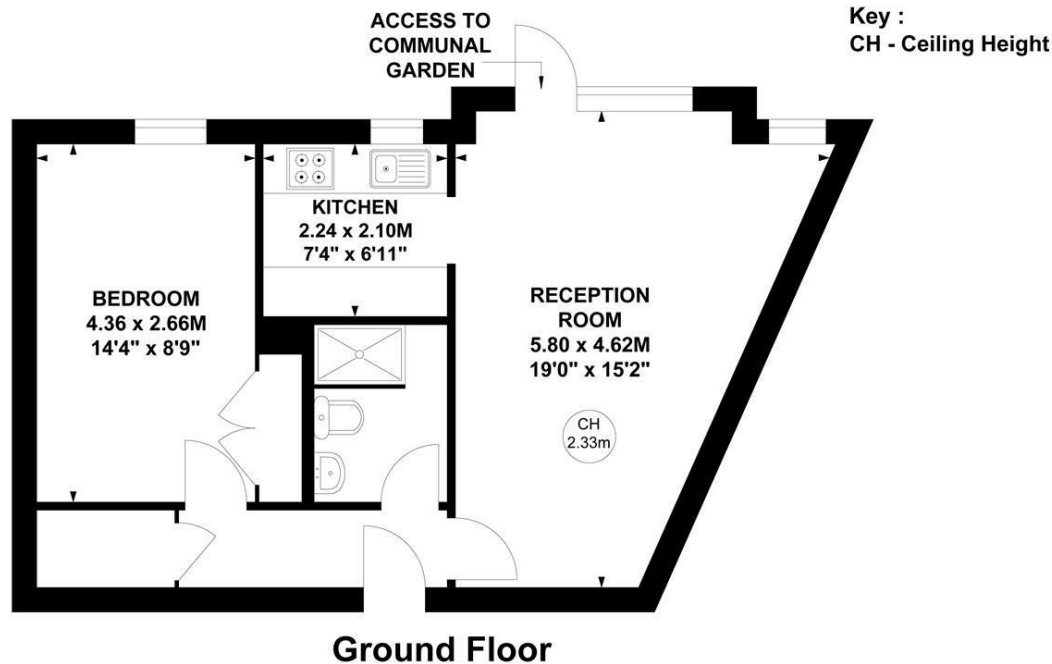 ACCESS TO
COMMUNAL
GARDEN
Key :
CH - Ceiling Height
KITCHEN
2.24 x 2.10M
7'4" x 6'11"
BEDROOM
4.36 x 2.66M
14'4" x 8'9"
RECEPTION
ROOM
5.80 x 4.62M
19'0" x 15'2"
CH
2.33m
Ground Floor